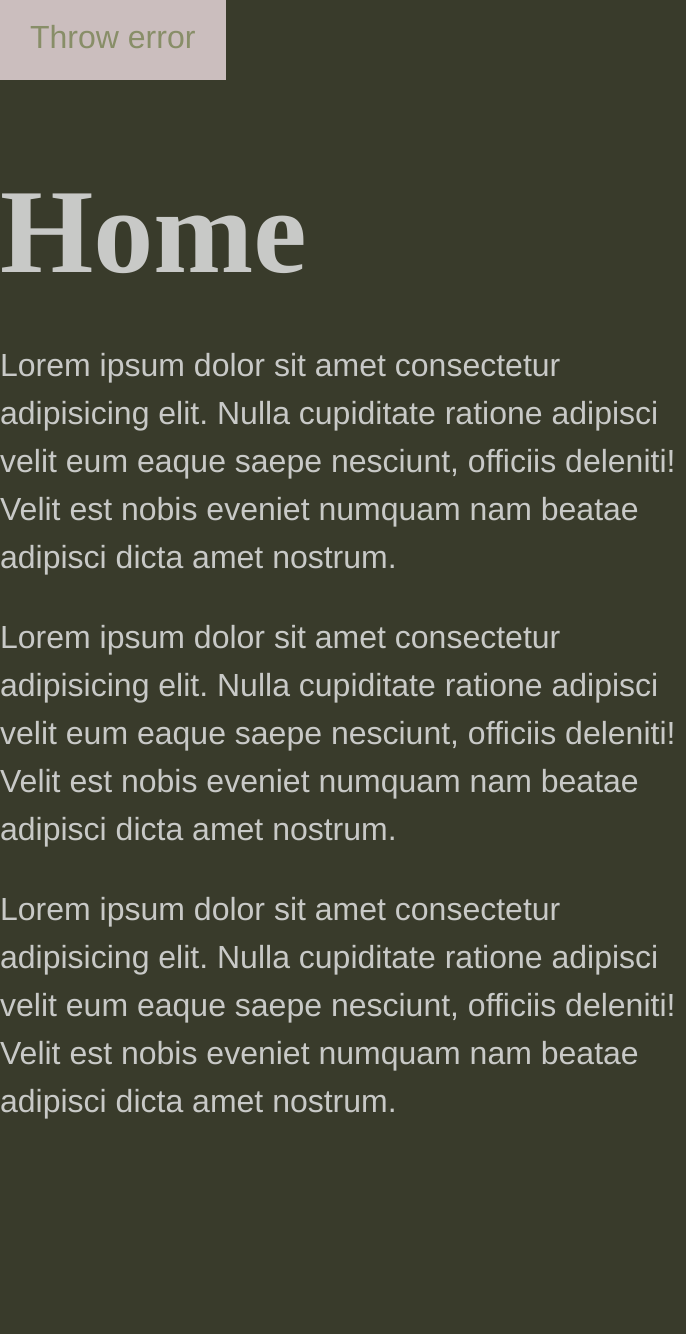 Throw error
Home
Lorem ipsum dolor sit amet consectetur
adipisicing elit. Nulla cupiditate ratione adipisci
velit eum eaque saepe nesciunt, officiis deleniti!
Velit est nobis eveniet numquam nam beatae
adipisci dicta amet nostrum.
Lorem ipsum dolor sit amet consectetur
adipisicing elit. Nulla cupiditate ratione adipisci
velit eum eaque saepe nesciunt, officiis deleniti!
Velit est nobis eveniet numquam nam beatae
adipisci dicta amet nostrum.
Lorem ipsum dolor sit amet consectetur
adipisicing elit. Nulla cupiditate ratione adipisci
velit eum eaque saepe nesciunt, officiis deleniti!
Velit est nobis eveniet numquam nam beatae
adipisci dicta amet nostrum.